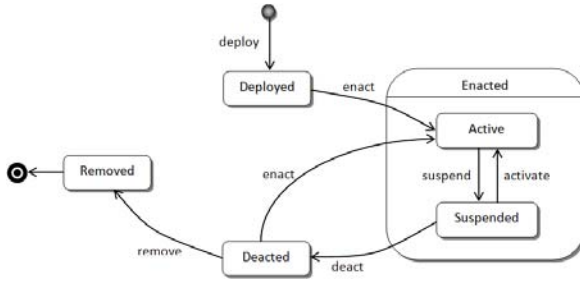 deploy
Deployed
enact
Enacted
Active
suspend
activate
Suspended
enact
Removed
remove
Deacted
deact